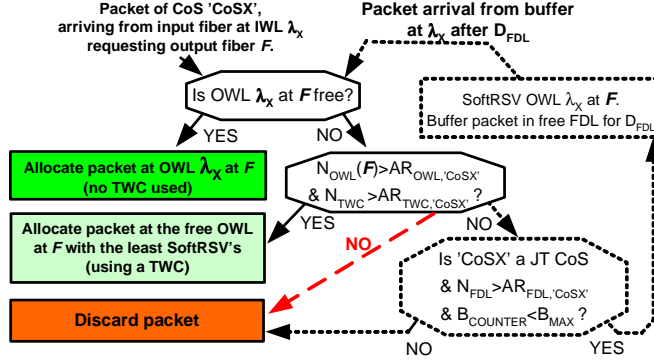 Packet of CoS 'CoSX',
arriving from input fiber at IWL λX
requesting output fiber F.
Packet arrival from buffer
at λX after DFDL
Is OWL λX at F free?
YES
NO
SoftRSV OWL λX at F.
Buffer packet in free FDL for DFDL
Allocate packet at OWL λX at F
(no TWC used)
NOWL(F)>AROWL,'CoSX'
& NTWC>ARTWC,'CoSX' ?
YES
NO
NO
Allocate packet at the free OWL
at F with the least SoftRSV's
(using a TWC)
Is 'CoSX' a JT CoS
& NFDL>ARFDL,'CoSX'
& BCOUNTER<BMAX ?
Discard packet
NO
YES